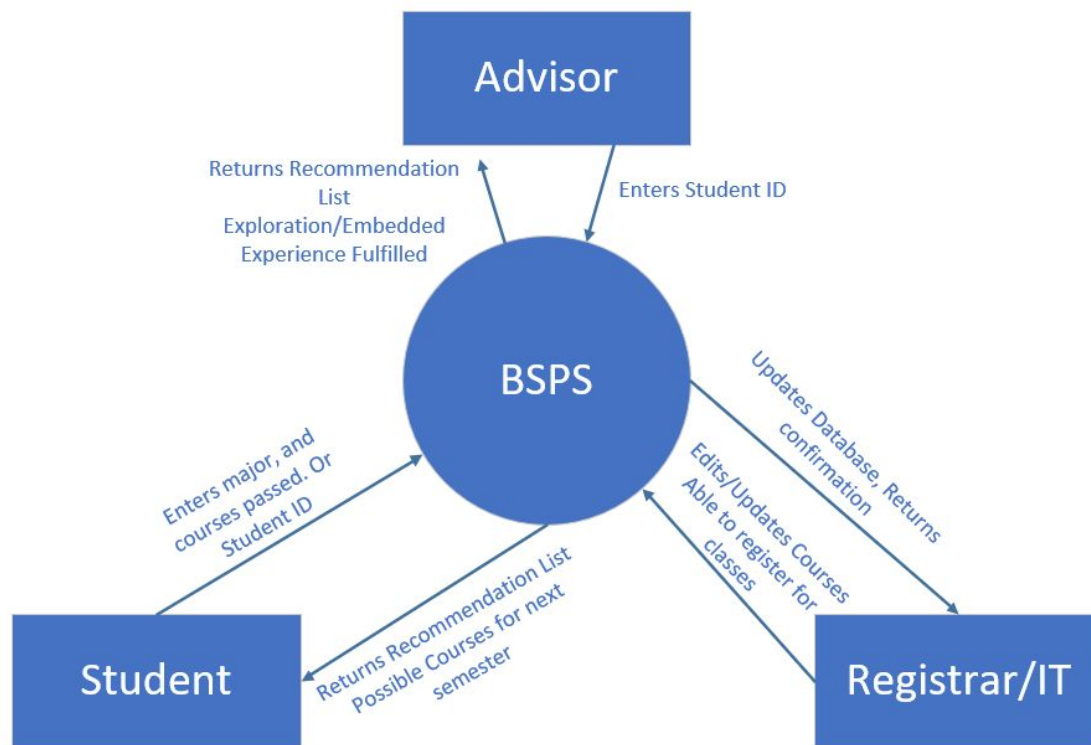 Advisor
Returns Recommendation
List
Exploration/Embedded
Experience Fulfilled
Enters Student ID
BSPS
Enters major, and
courses passed. Or
Student ID
Returns Recommendation List
Possible Courses for next
semester
Updates Database, Returns
confirmation
Edits/Updates Courses
Able to register for
classes
Student
Registrar/IT